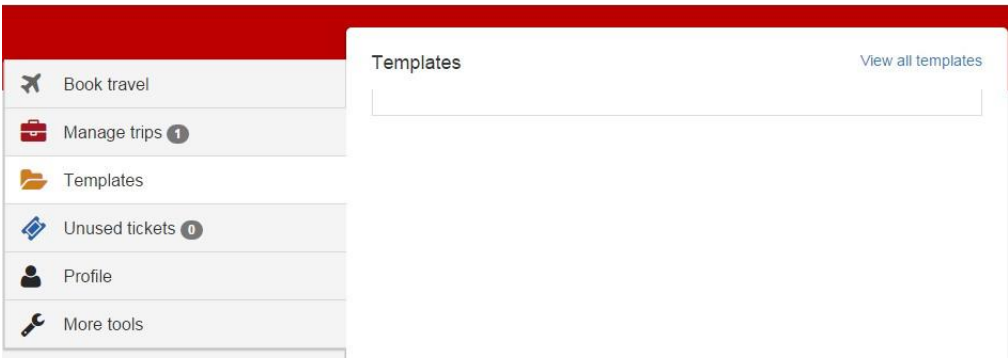 Templates
View all templates
Book travel
Manage trips 1
Templates
Unused tickets 0
Profile
More tools